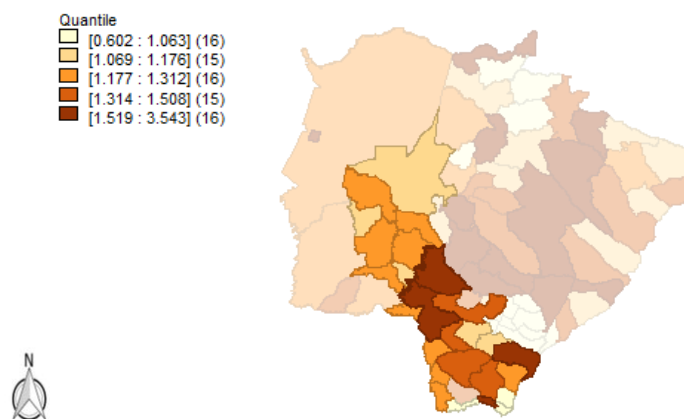 Quantile
[0.602 : 1.063] (16)
[1.069 : 1.176] (15)
[1.177 : 1.312] (16)
[1.314 : 1.508] (15)
[1.519 : 3.543] (16)
N